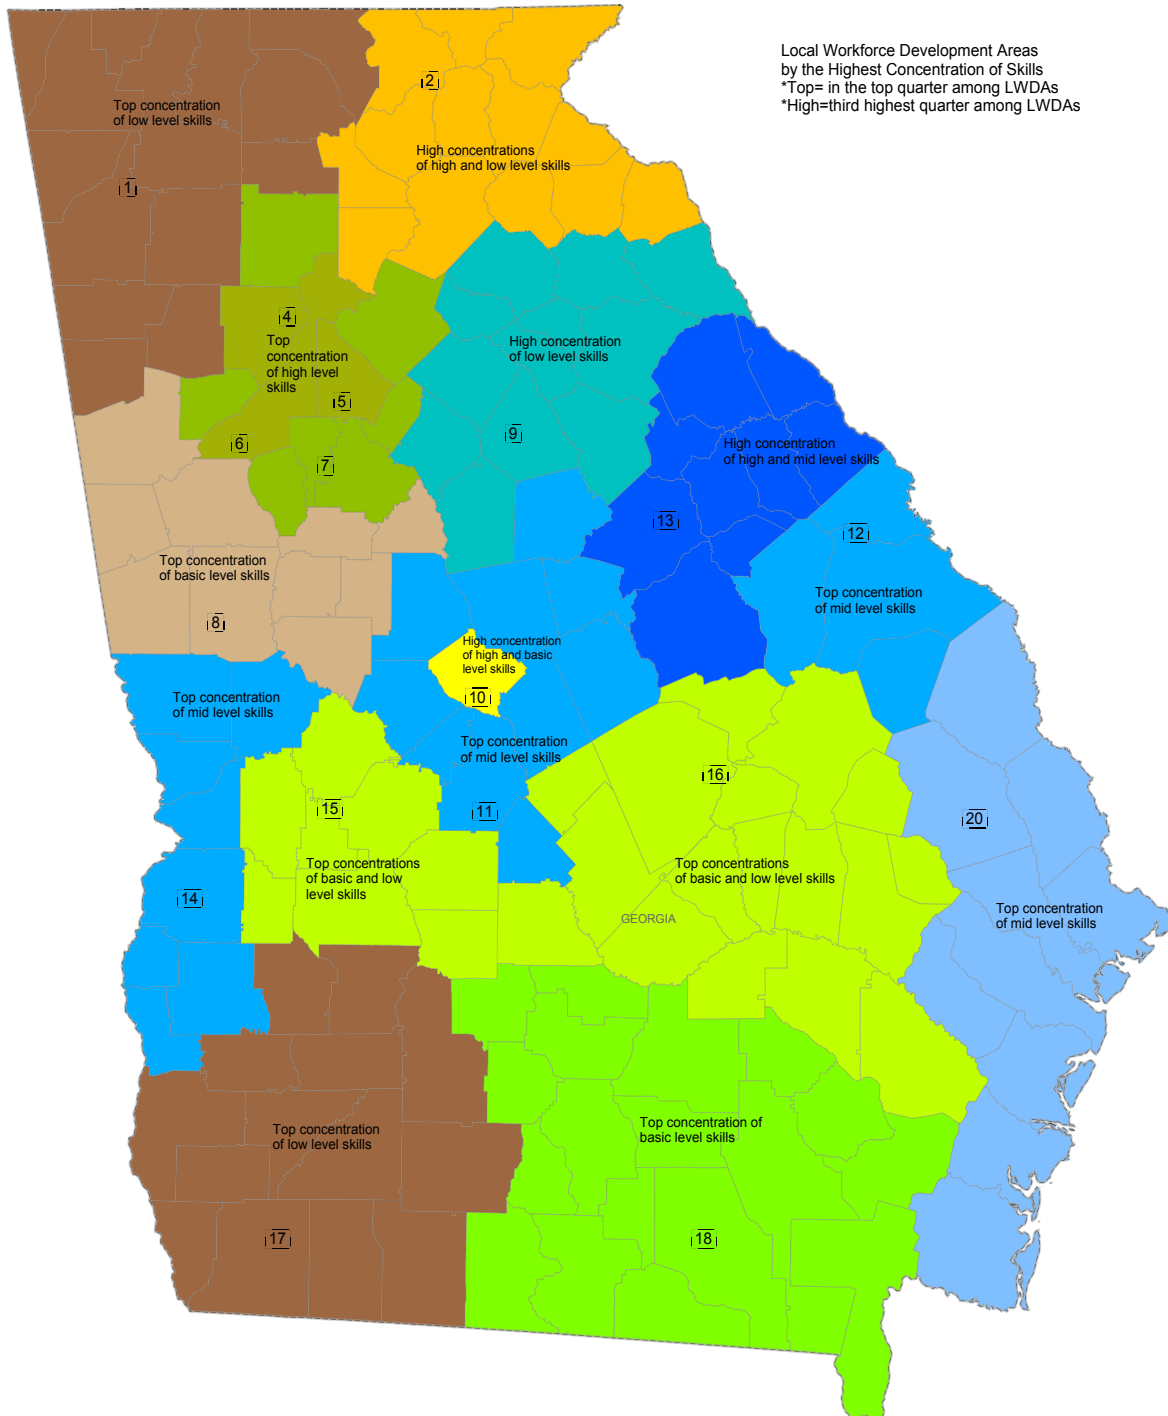 Local Workforce Development Areas
by the Highest Concentration of Skills
*Top= in the top quarter among LWDAs
*High=third highest quarter among LWDAs
2
Top concentration
of low level skills
High concentrations
of high and low level skills
1
4
Top
concentration
of high level
skills
High concentration
of low level skills
5
6
9
7
High concentration
of high and mid level skills
13
12
Top concentration
of basic level skills
8
Top concentration
of mid level skills
High concentration
of high and basic
level skills
10
Top concentration
of mid level skills
Top concentration
of mid level skills
11
16
15
20
Top concentrations
of basic and low
level skills
Top concentrations
of basic and low level skills
14
GEORGIA
Top concentration
of mid level skills
Top concentration
of low level skills
Top concentration of
basic level skills
17
18